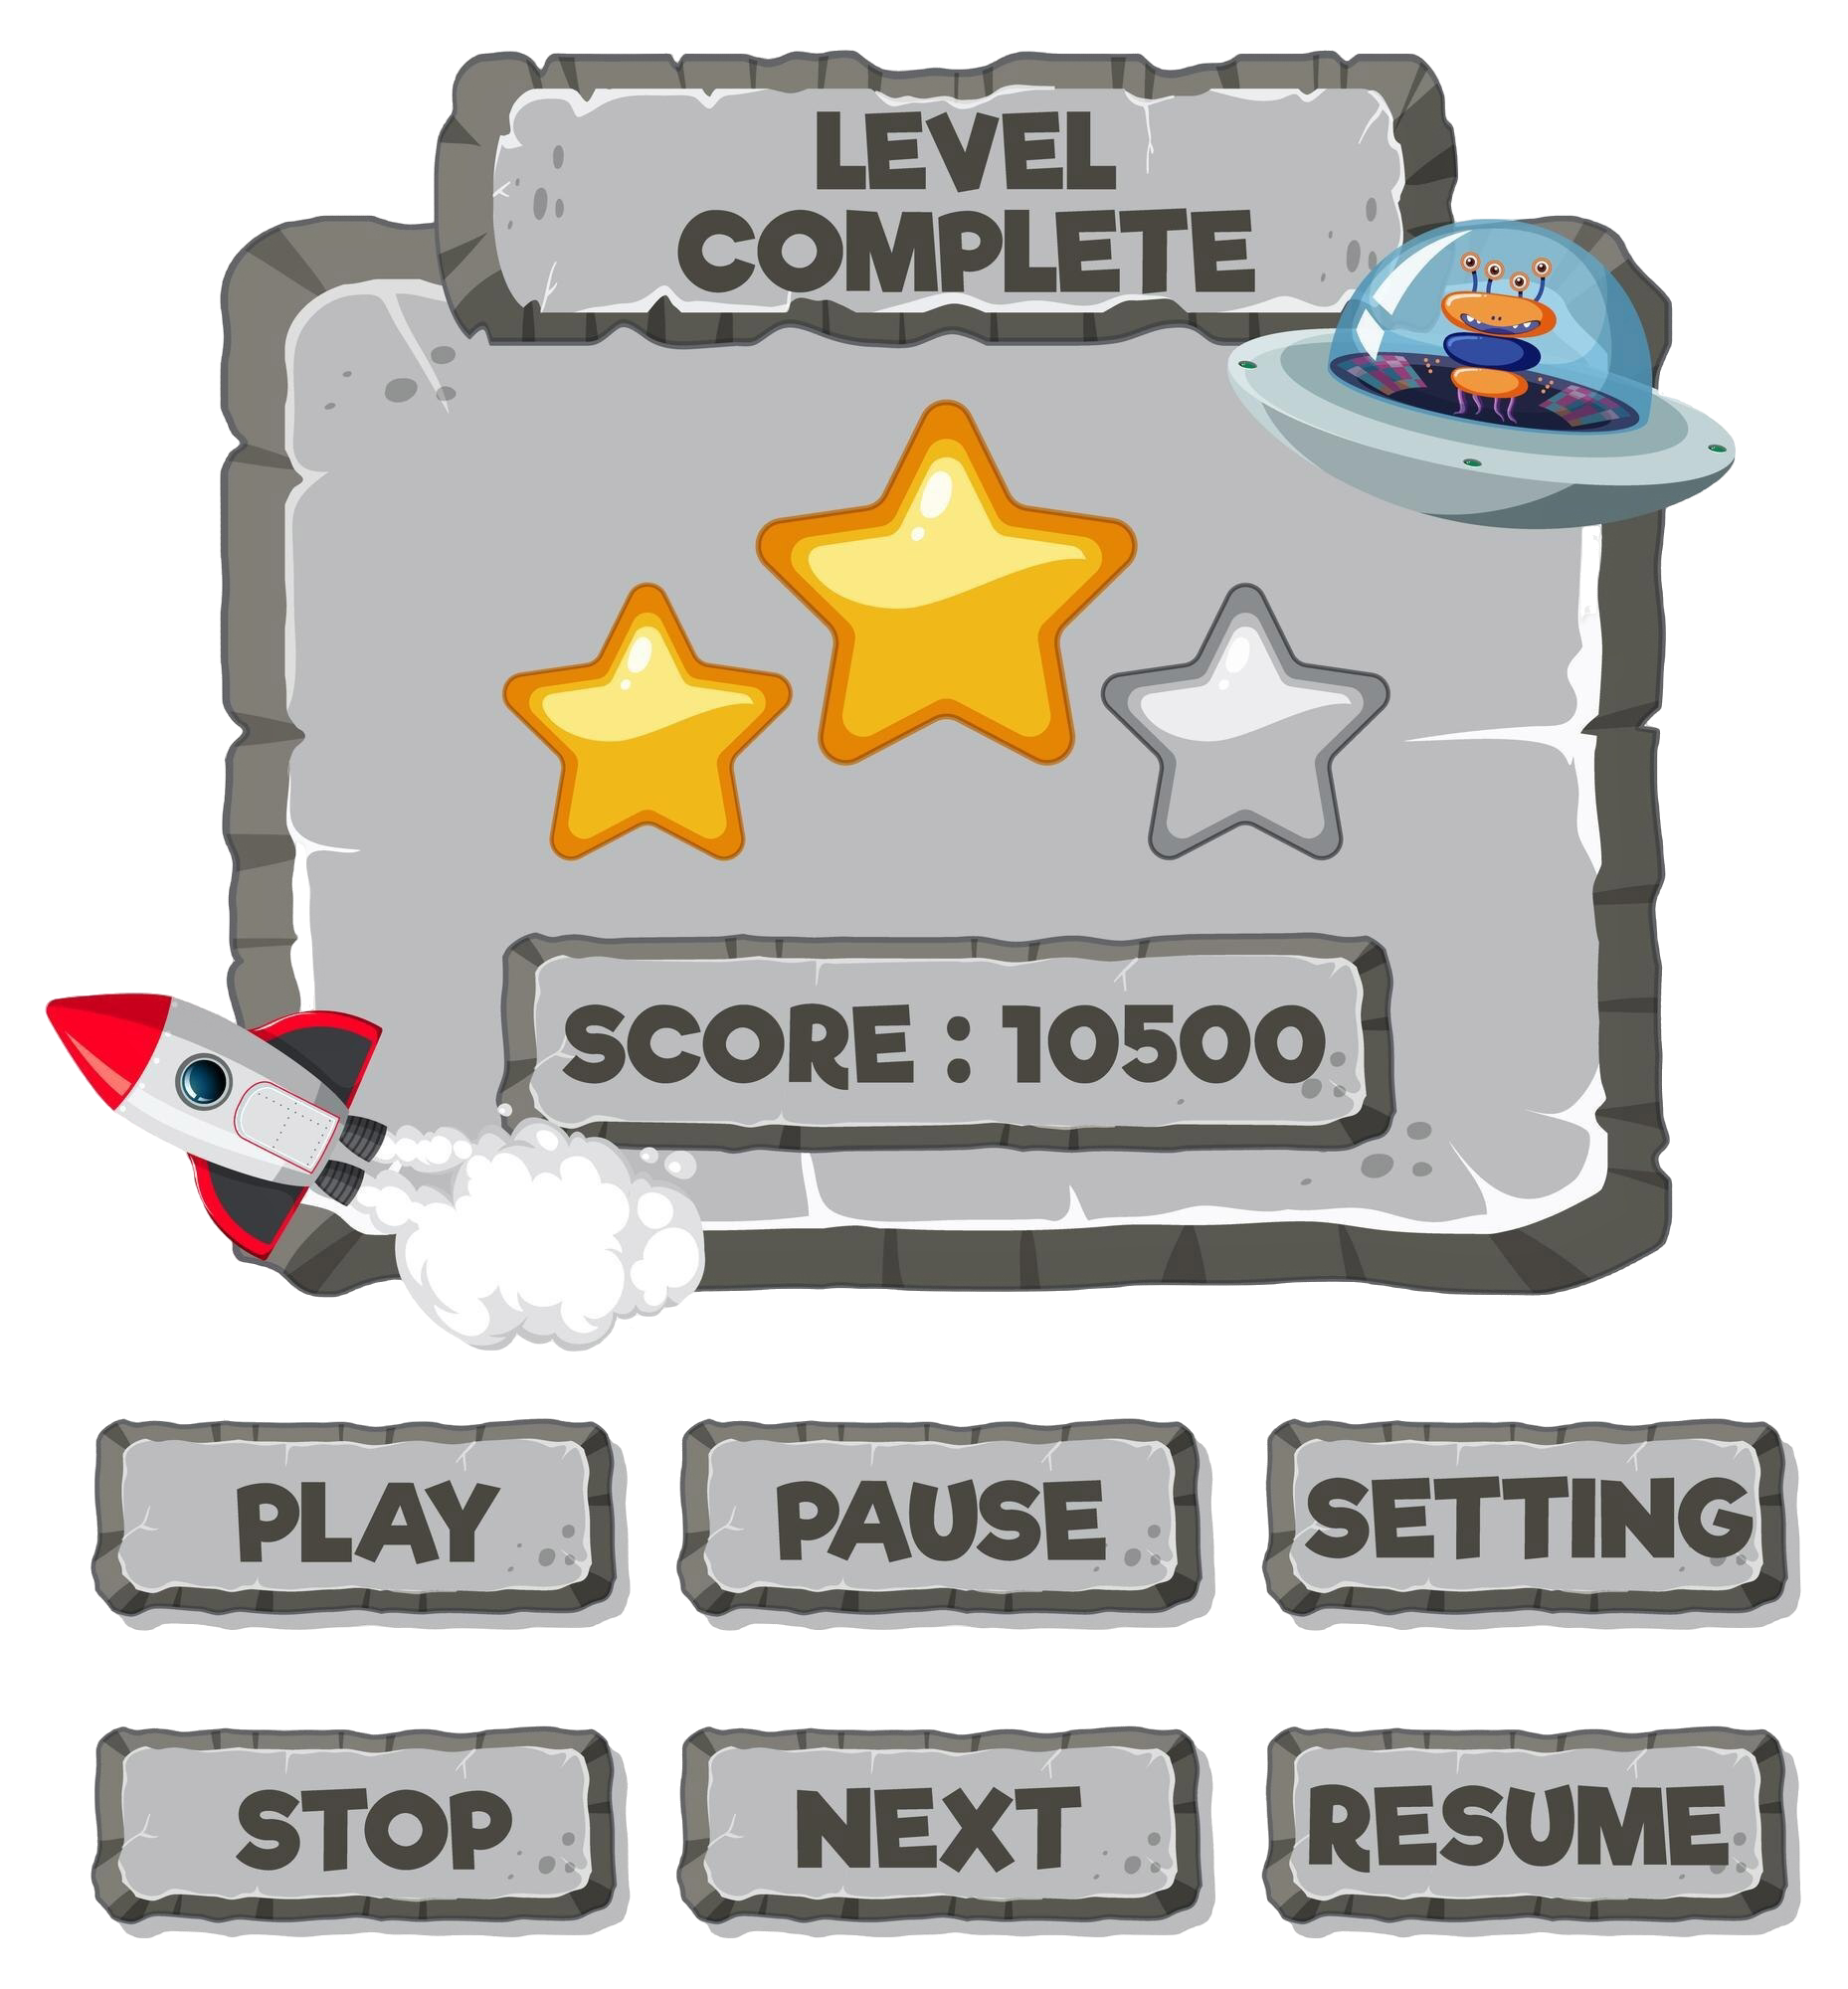 LEVEL
COMPLETE
SCORE : 10500
PLAY
PAUSE
SETTING
STOP
NEXT
RESUME